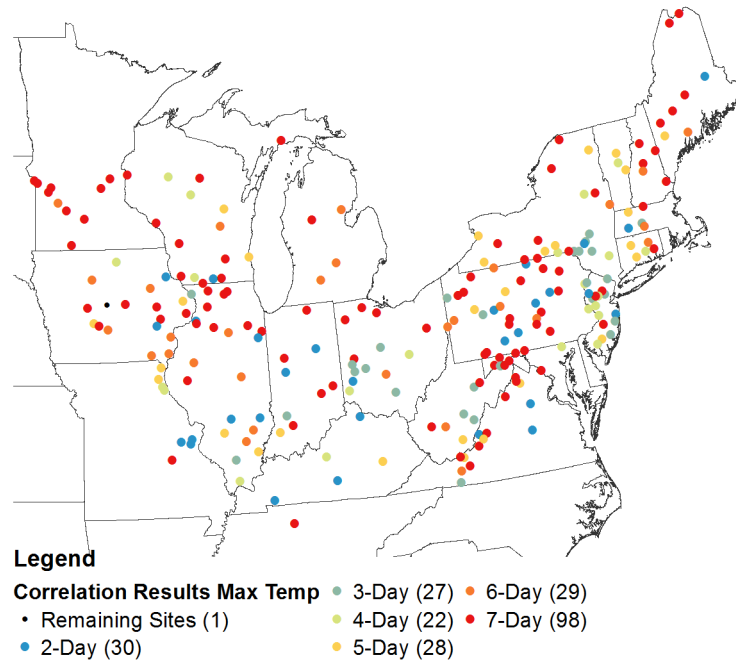 Legend
Correlation Results Max Temp
• Remaining Sites (1)
2-Day (30)
3-Day (27)
4-Day (22)
5-Day (28)
6-Day (29)
7-Day (98)